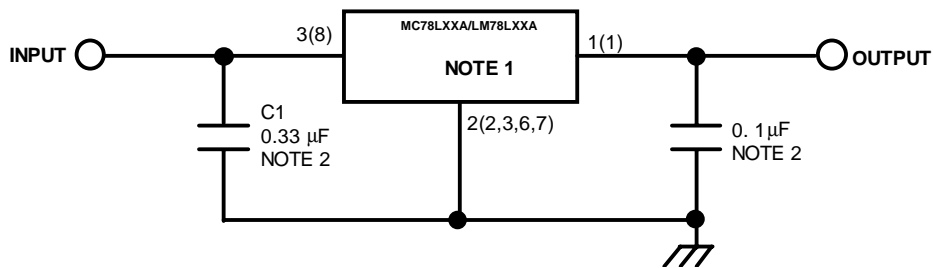 MC78LXXA/LM78LXXA
3(8)
1(1)
INPUT
NOTE 1
OUTPUT
C1
0.33 μF
NOTE 2
2(2,3,6,7)
0. 1μF
NOTE 2